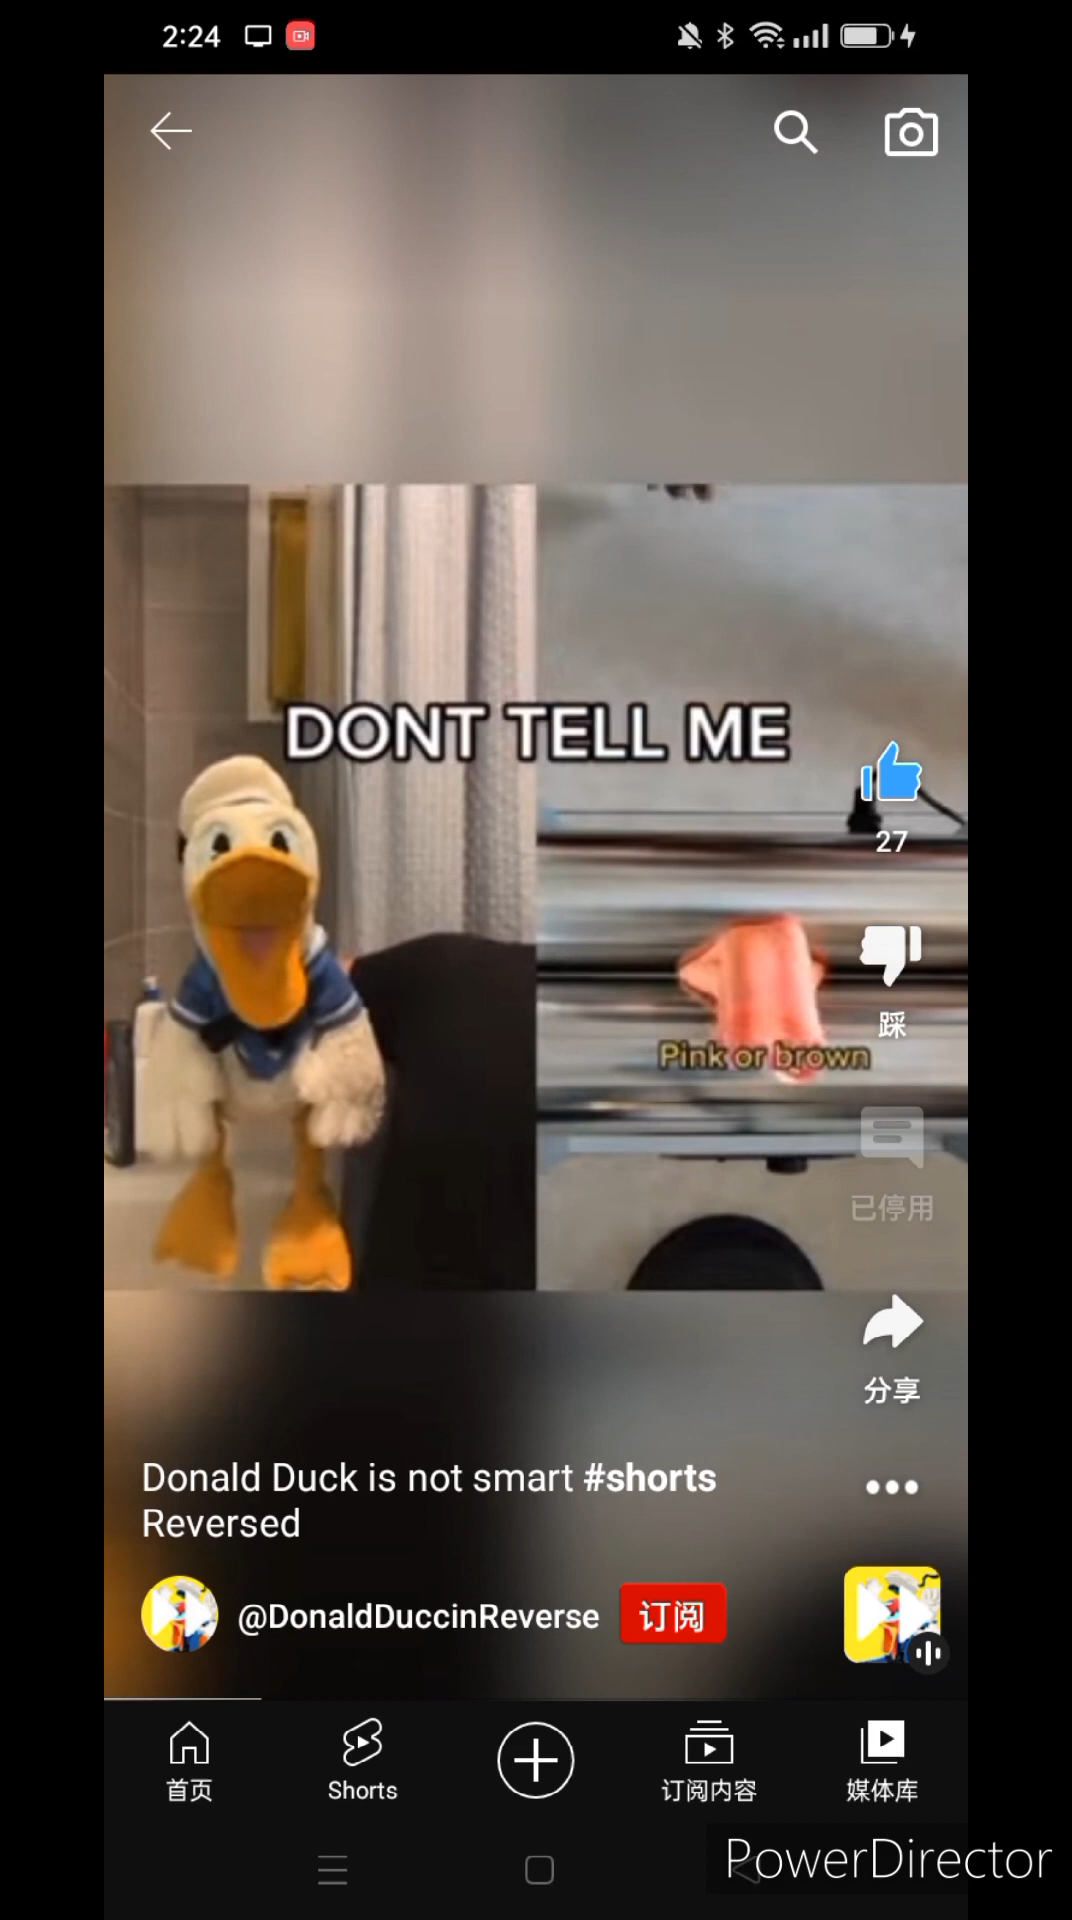 2:24
DONT TELL ME
27
Pink or brown
踩
已停用
分享
Donald Duck is not smart #shorts
Reversed
@DonaldDuccinReverse
订阅
首页
Shorts
订阅内容
媒体库
PowerDirector